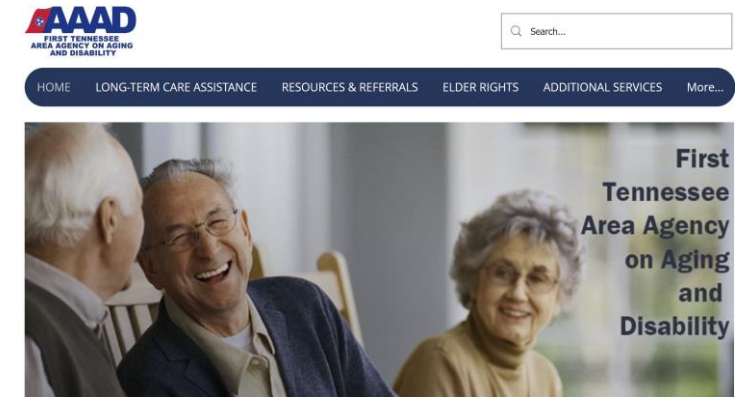 AAAD
FIRST TENNESSEE
AREA AGENCY ON AGING
AND DISABILITY
Search...
HOME LONG-TERM CARE ASSISTANCE RESOURCES & REFERRALS ELDER RIGHTS ADDITIONAL SERVICES More...
First
Tennessee
Area Agency
on Aging
and
Disability